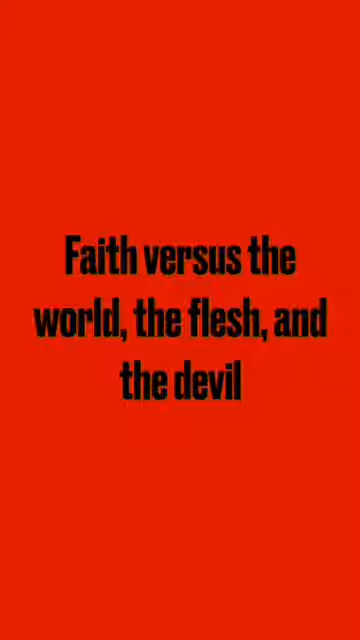 Faith versus the
world, the flesh, and
the devil